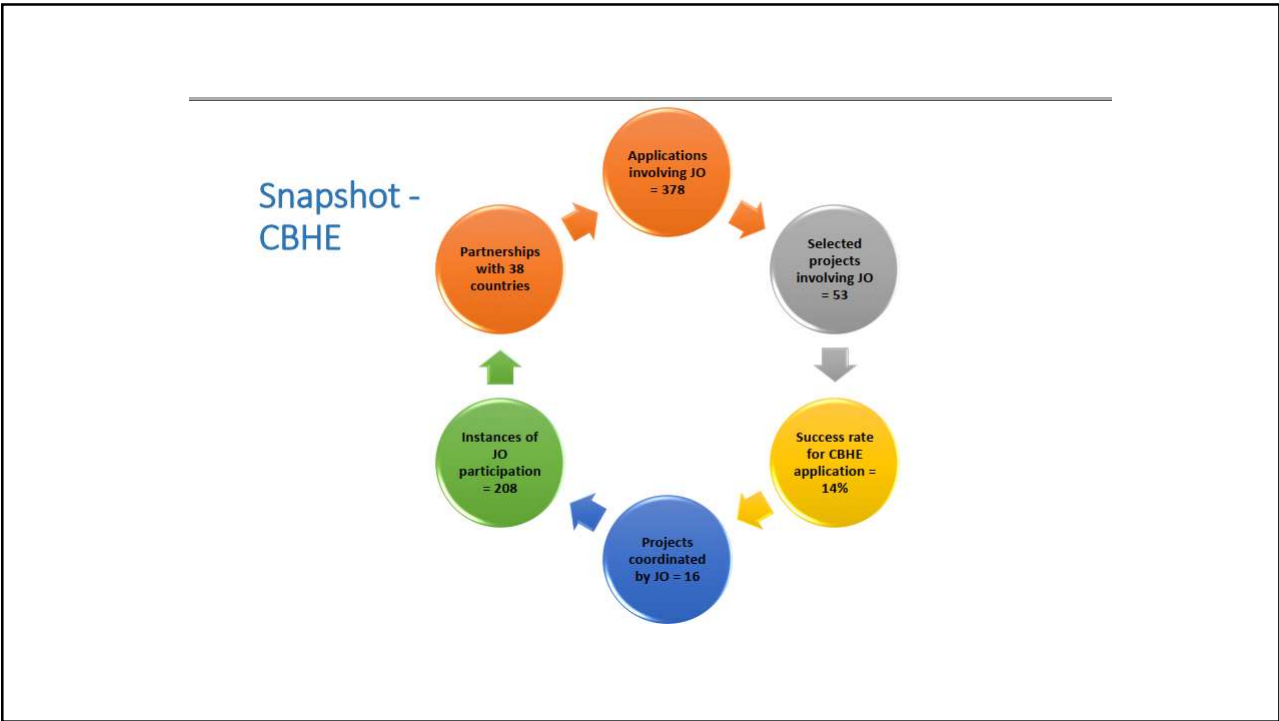 Snapshot -
CBHE
Applications
involving JO
= 378
Selected
projects
involving JO
= 53
Success rate
for CBHE
application =
14%
Projects
coordinated
by JO = 16
Instances of
JO
participation
= 208
Partnerships
with 38
countries